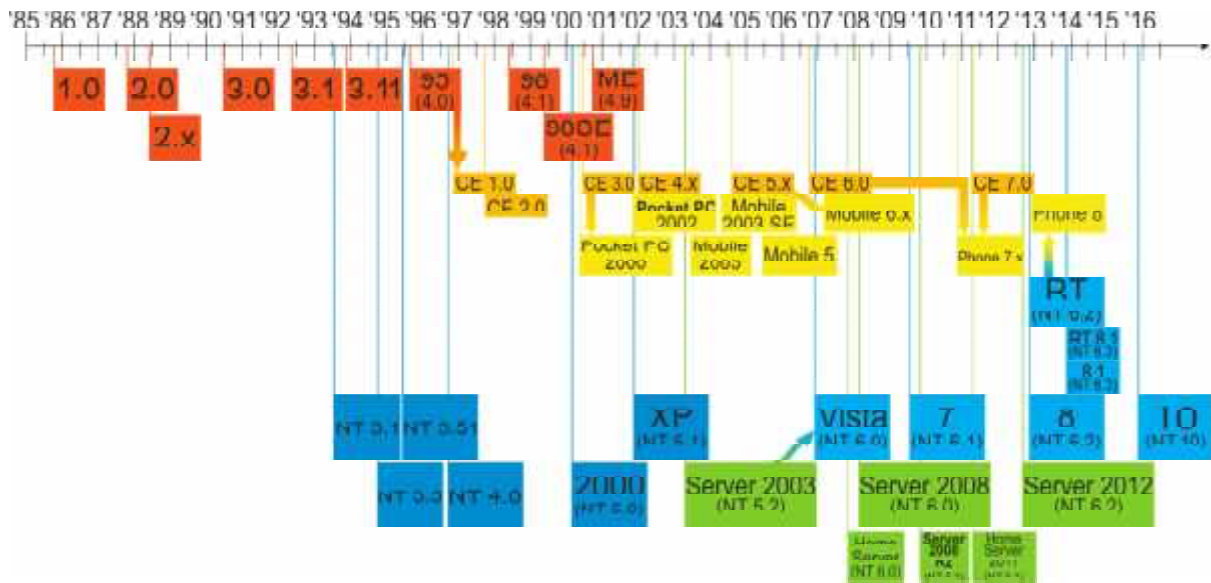 '85 '86 '87 '88 '89 '90 '91 '92 '93 '94 '95 '96 '97 '98 '99 '00 '01 '02 '03 '04 '05 '06 '07 '08 '09 '10 '11 '12 '13 '14 '15 '16
1.0
2.0
3.0
3.1
3.11
95
(4.0)
98
(4.1)
ME
(4.9)
2.x
98SE
(4.1)
CE 1.0
CE 3.0
CE 4.x
CE 5.x
CE 6.0
CE 7.0
CE 2.0
Pocket PC
2002
Mobile
2003 SE
Mobile 6.x
Phone 8
Pocket PC
2000
Mobile
2003
Mobile 5
Phone 7.x
RT
(NT 6.2)
RT 8.1
(NT 6.3)
8.1
(NT 6.3)
NT 3.1
NT 3.51
XP
(NT 5.1)
Vista
(NT 6.0)
7
(NT 6.1)
8
(NT 6.2)
10
(NT 10)
NT 3.5
NT 4.0
2000
(NT 5.0)
Server 2003
(NT 5.2)
Server 2008
(NT 6.0)
Server 2012
(NT 6.2)
Home
Server
(NT 6.0)
Server
2008
R2
Home
Server
2011